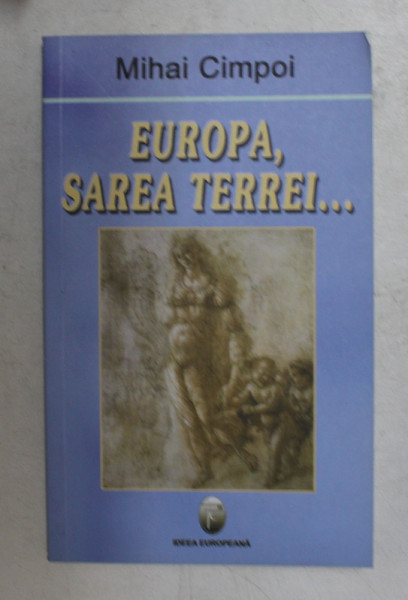 Mihai Cimpoi
EUROPA,
SAREA TERREI...
IDEEA EUROPEANĂ